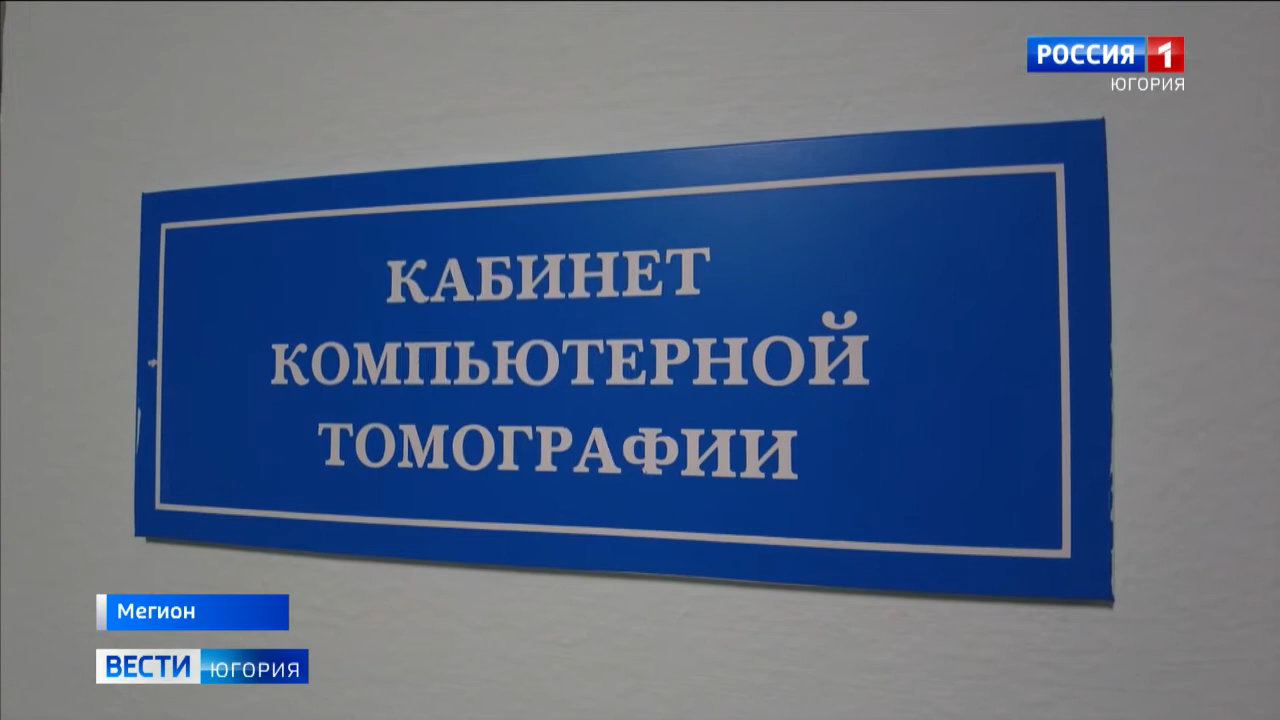 РОССИЯ 1
ЮГОРИЯ
КАБИНЕТ
КОМПЬЮТЕРНОЙ
ТОМОГРАФИИ
Мегион
ВЕСТИ ЮГОРИЯ